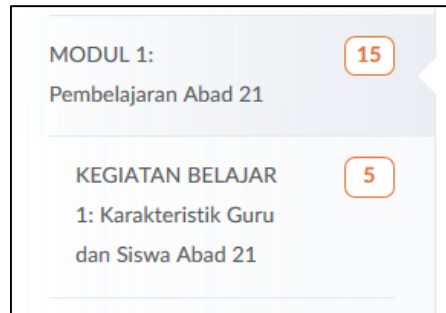 MODUL 1: 15
Pembelajaran Abad 21
KEGIATAN BELAJAR 5
1: Karakteristik Guru
dan Siswa Abad 21